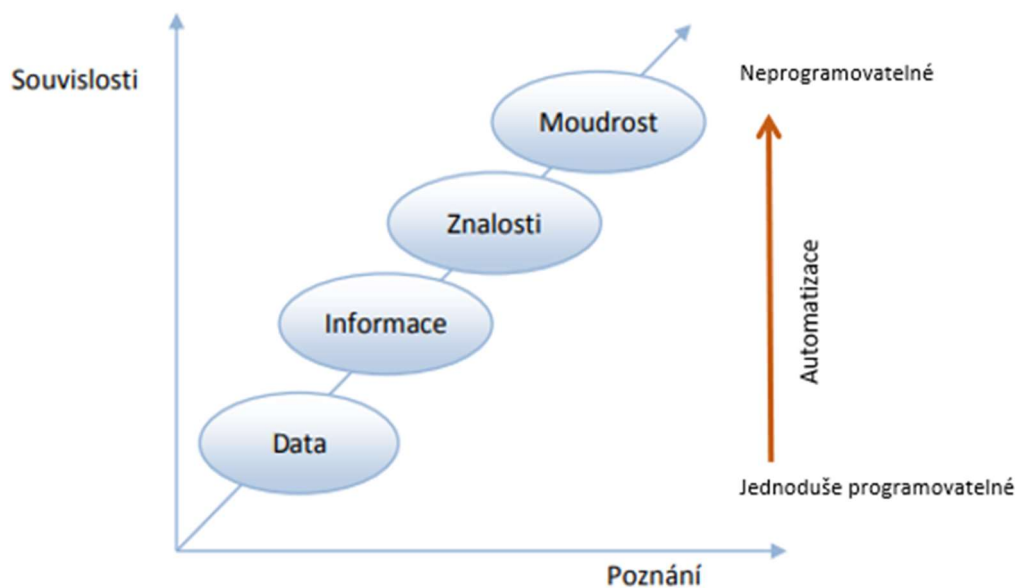 Souvislosti
Neprogramovatelné
Moudrost
Znalosti
Automatizace
Informace
Data
Jednoduše programovatelné
Poznání